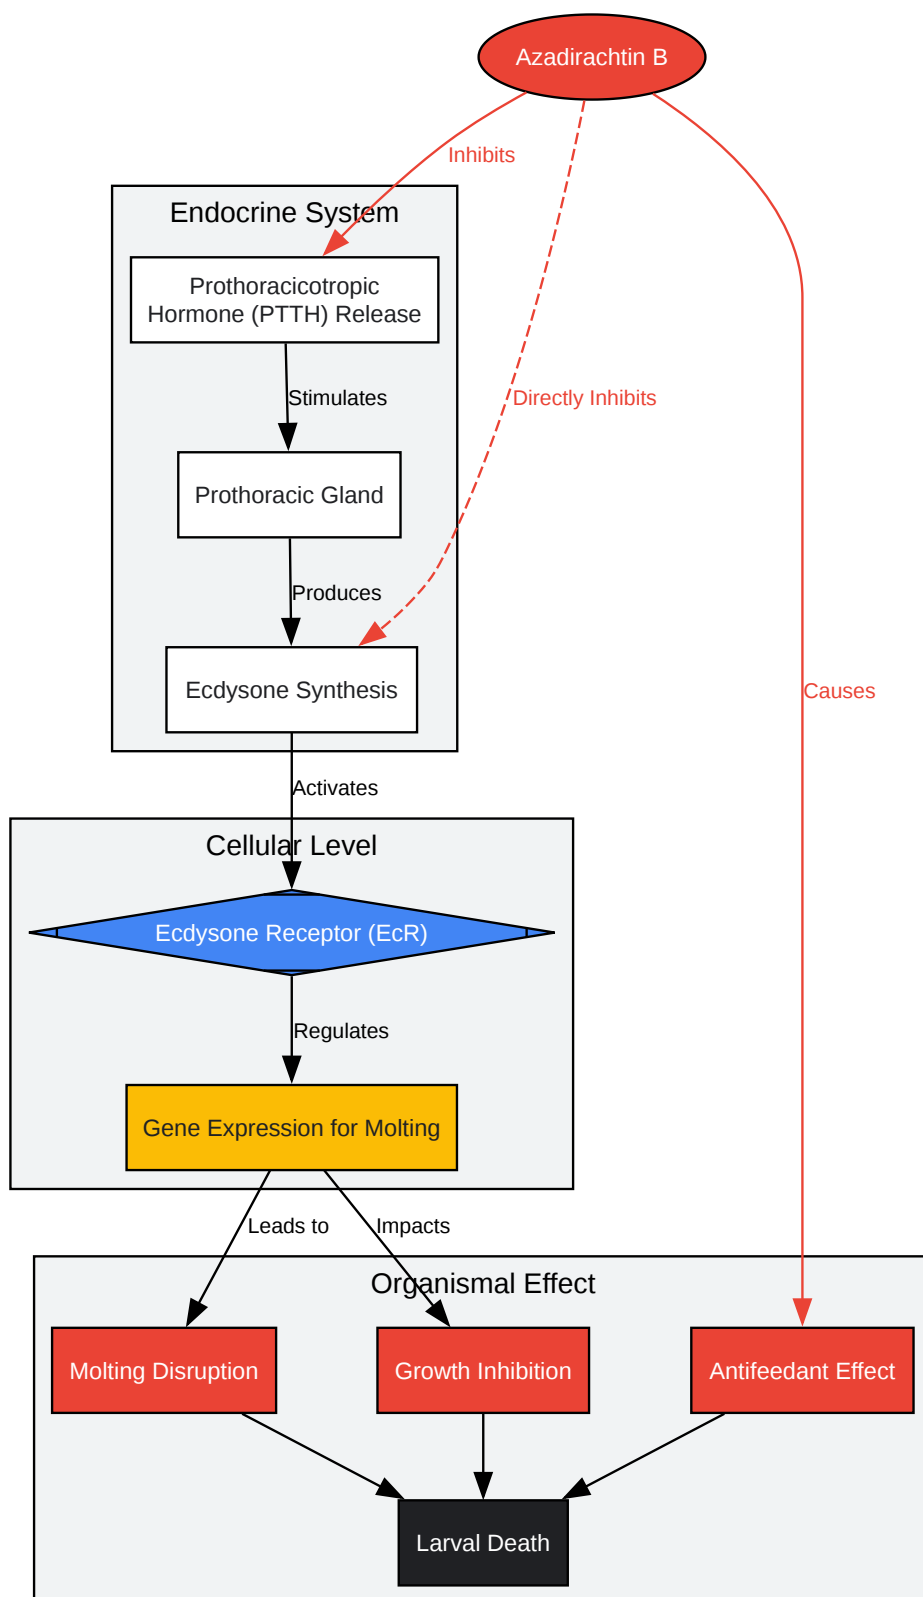 Azadirachtin B
Inhibits
Endocrine System
Prothoracicotropic
Hormone (PTTH) Release
Stimulates
Directly Inhibits
Prothoracic Gland
Produces
Ecdysone Synthesis
Causes
Activates
Cellular Level
Ecdysone Receptor (EcR)
Regulates
Gene Expression for Molting
Leads to
Impacts
Organismal Effect
Molting Disruption
Growth Inhibition
Antifeedant Effect
Larval Death